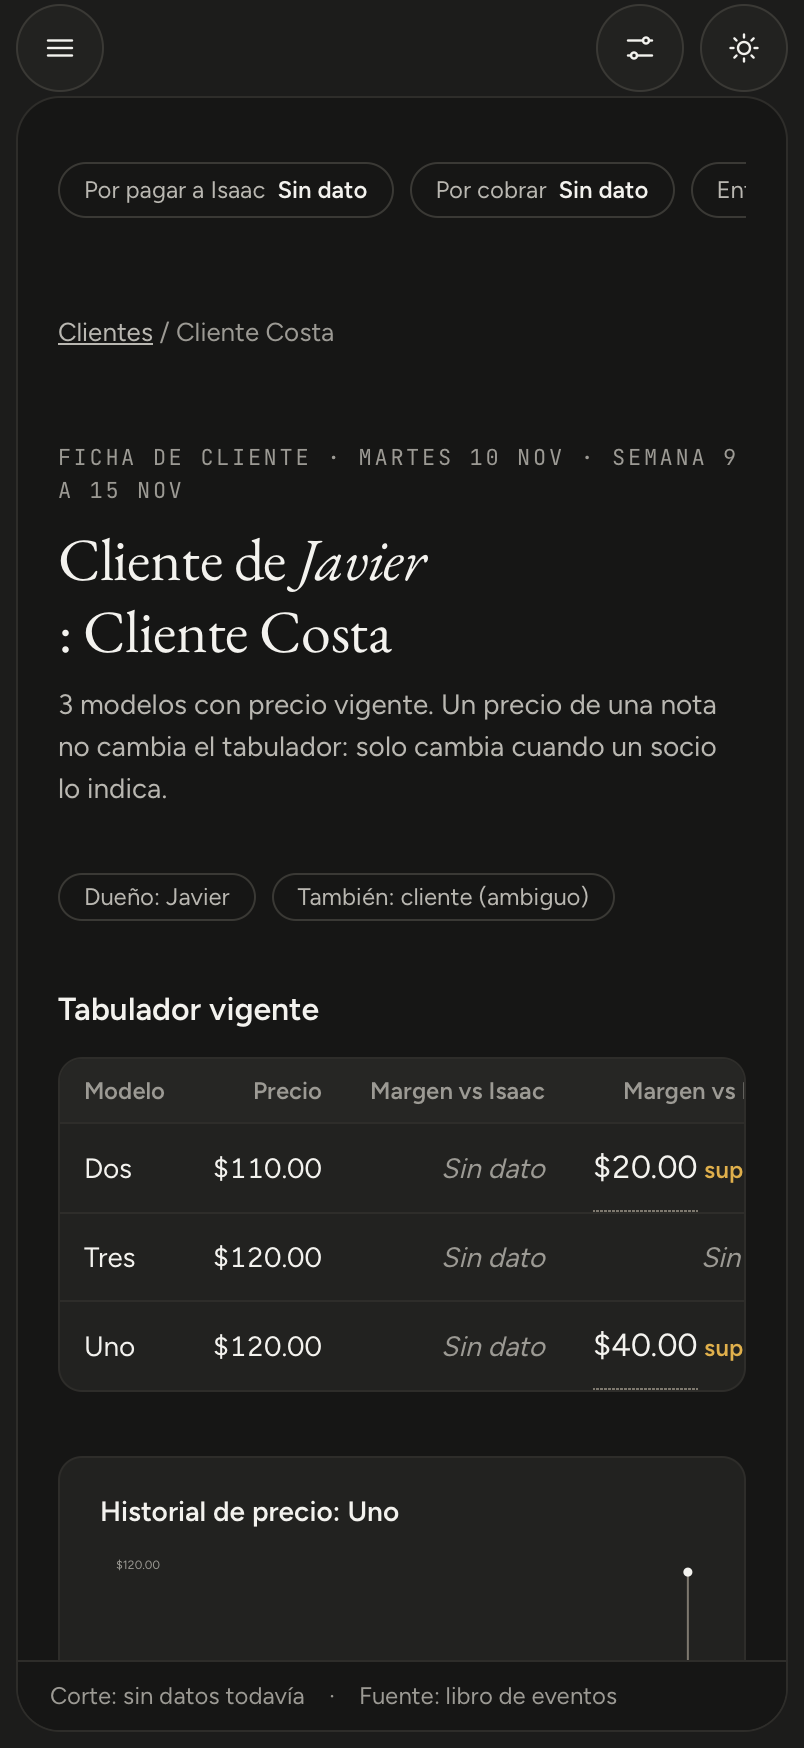 Por pagar a Isaac Sin dato Por cobrar Sin dato
Clientes / Cliente Costa
FICHA DE CLIENTE · MARTES 10 NOV · SEMANA 9
A 15 NOV
Cliente de Javier
: Cliente Costa
3 modelos con precio vigente. Un precio de una nota
no cambia el tabulador: solo cambia cuando un socio
lo indica.
Dueño: Javier También: cliente (ambiguo)
Tabulador vigente
Modelo Precio Margen vs Isaac Margen vs
Dos $110.00 Sin dato $20.00 sup
Tres $120.00 Sin dato Sin
Uno $120.00 Sin dato $40.00 sup
Historial de precio: Uno
$120.00
Corte: sin datos todavía · Fuente: libro de eventos